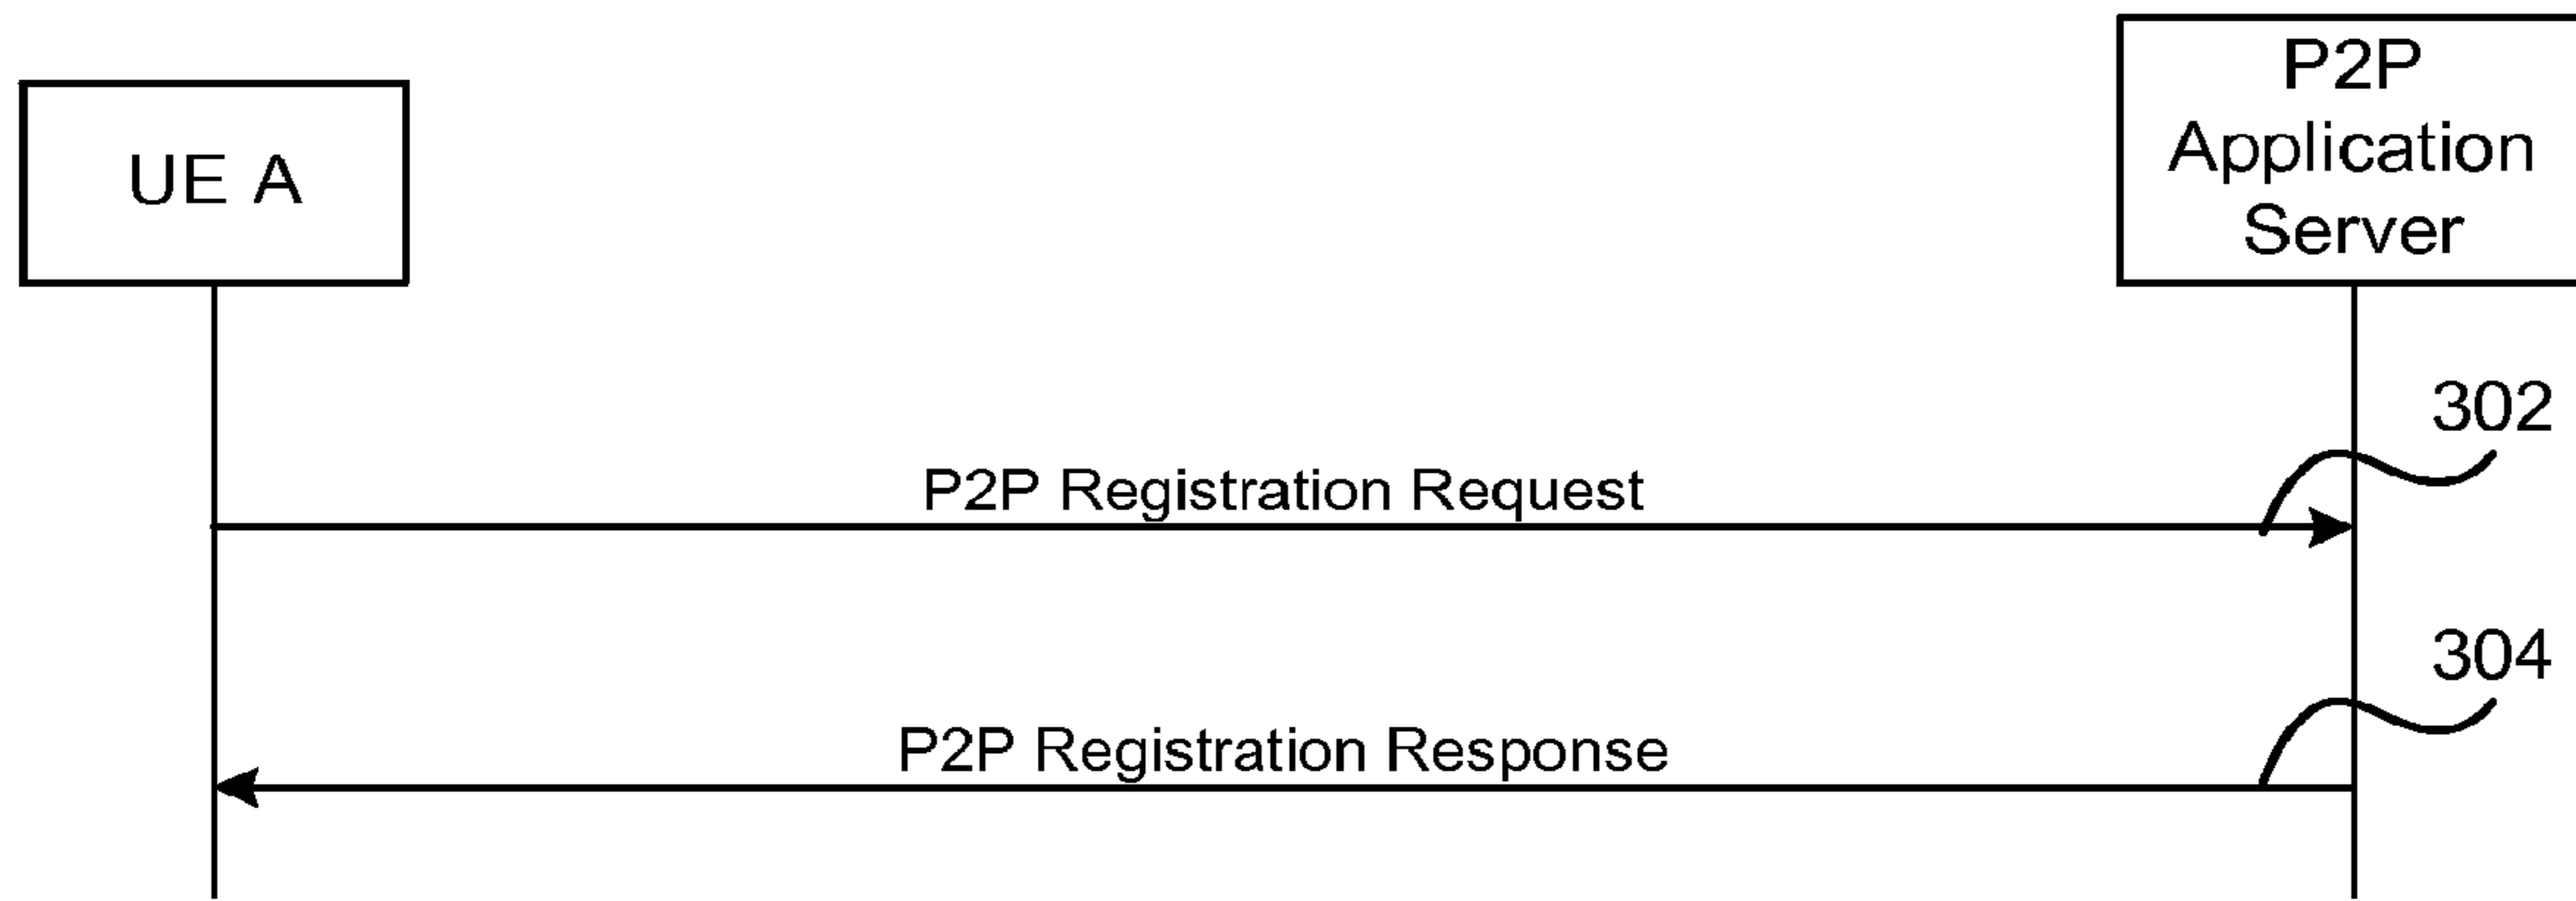 UE A
P2P
Application
Server
302
P2P Registration Request
304
P2P Registration Response